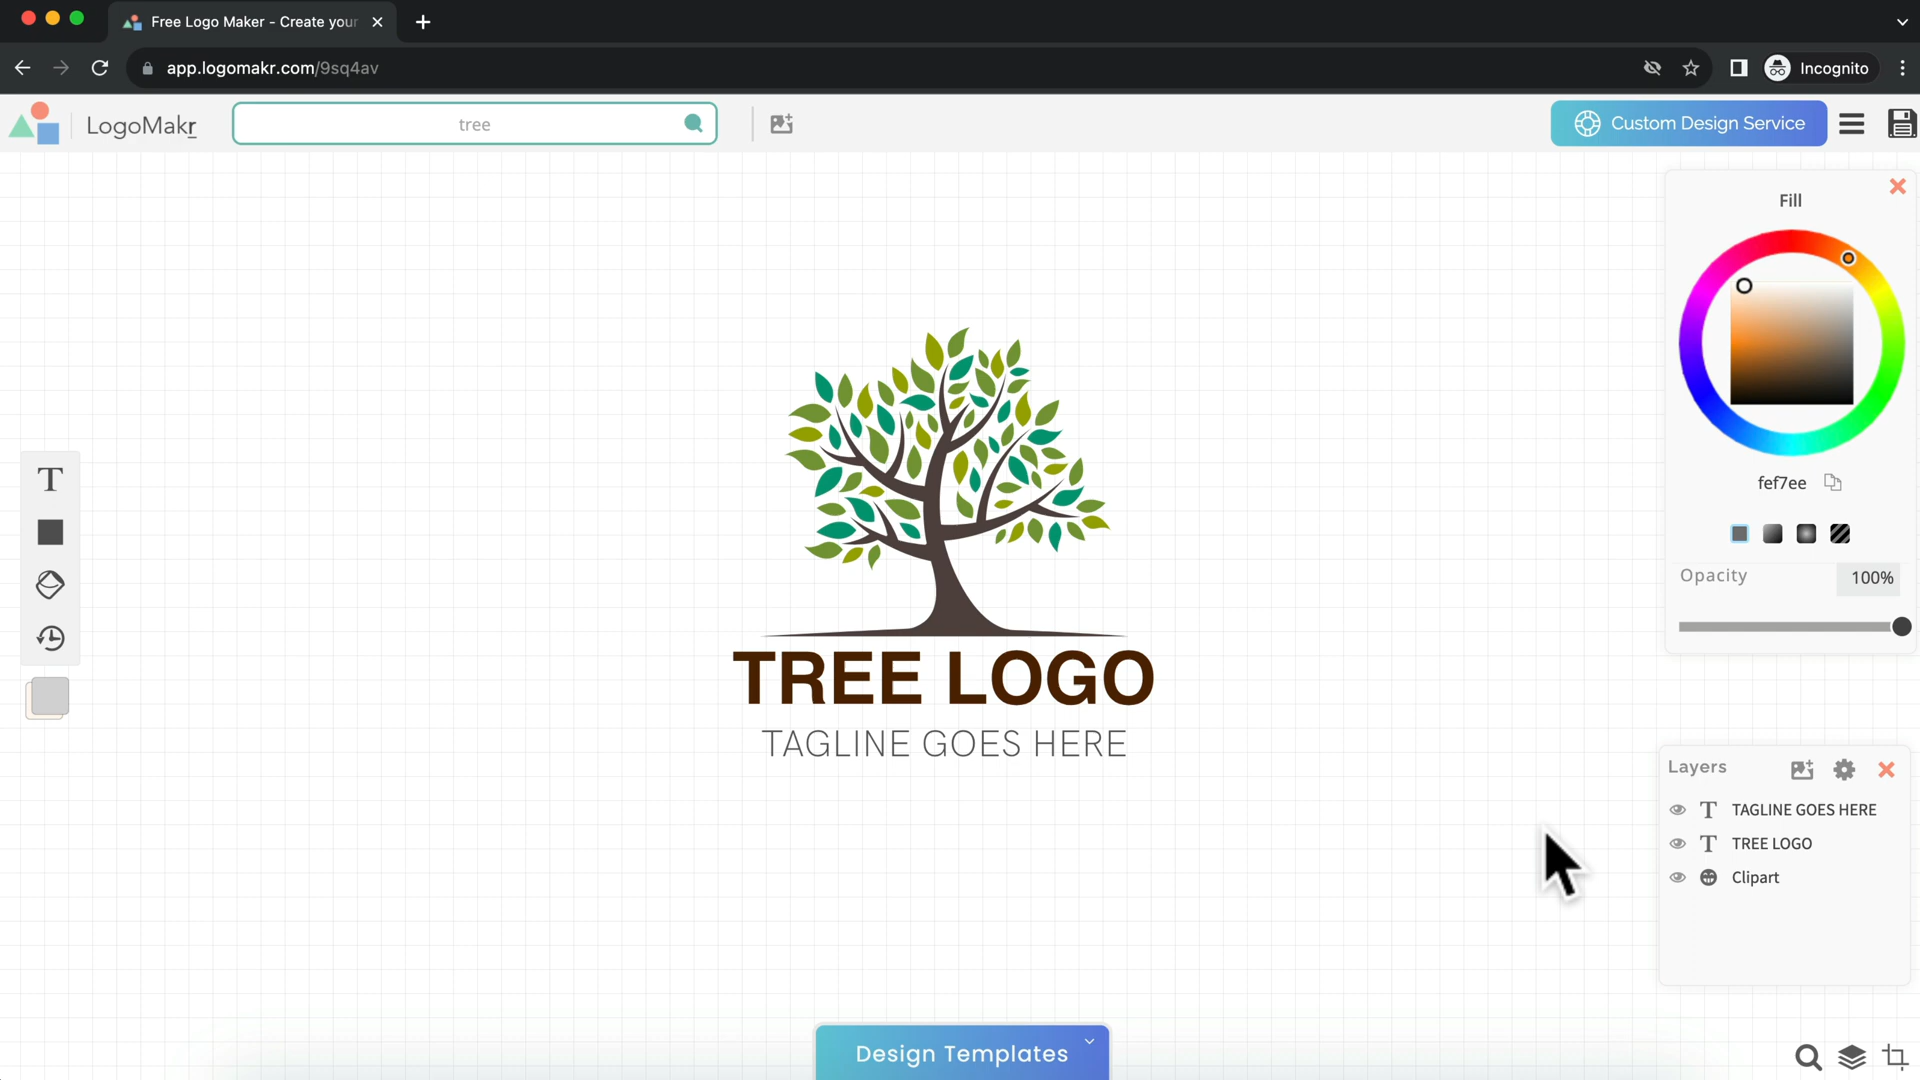 Free Logo Maker - Create your
app.logomakr.com/9sq4av
Incognito
LogoMakr
tree
Custom Design Service
Fill
fef7ee
Opacity
100%
TREE LOGO
TAGLINE GOES HERE
Layers
TAGLINE GOES HERE
TREE LOGO
Clipart
Design Templates